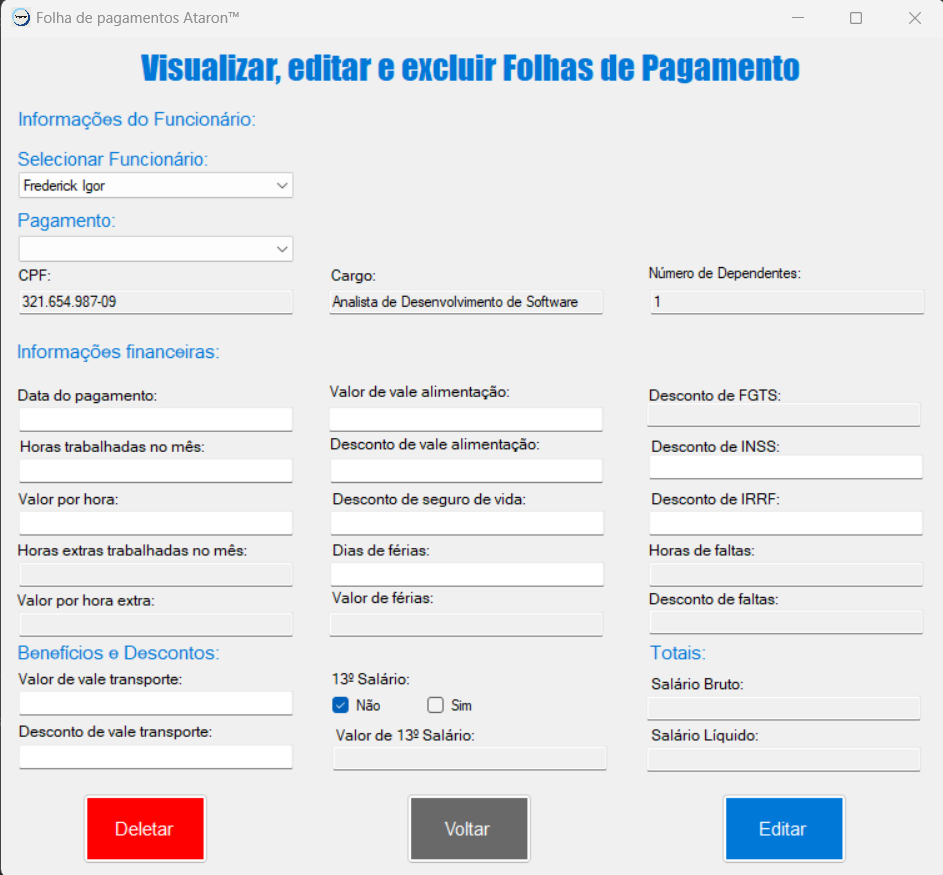 Folha de pagamentos Ataron™
Visualizar, editar e excluir Folhas de Pagamento
Informações do Funcionário:
Selecionar Funcionário:
Frederick Igor
Pagamento:
CPF:
321.654.987-09
Cargo:
Analista de Desenvolvimento de Software
Número de Dependentes:
1
Informações financeiras:
Data do pagamento:
Horas trabalhadas no mês:
Valor por hora:
Horas extras trabalhadas no mês:
Valor por hora extra:
Valor de vale alimentação:
Desconto de vale alimentação:
Desconto de seguro de vida:
Dias de férias:
Valor de férias:
Desconto de FGTS:
Desconto de INSS:
Desconto de IRRF:
Horas de faltas:
Desconto de faltas:
Benefícios e Descontos:
Valor de vale transporte:
Desconto de vale transporte:
13º Salário:
Não
Sim
Valor de 13º Salário:
Totais:
Salário Bruto:
Salário Líquido:
Deletar
Voltar
Editar